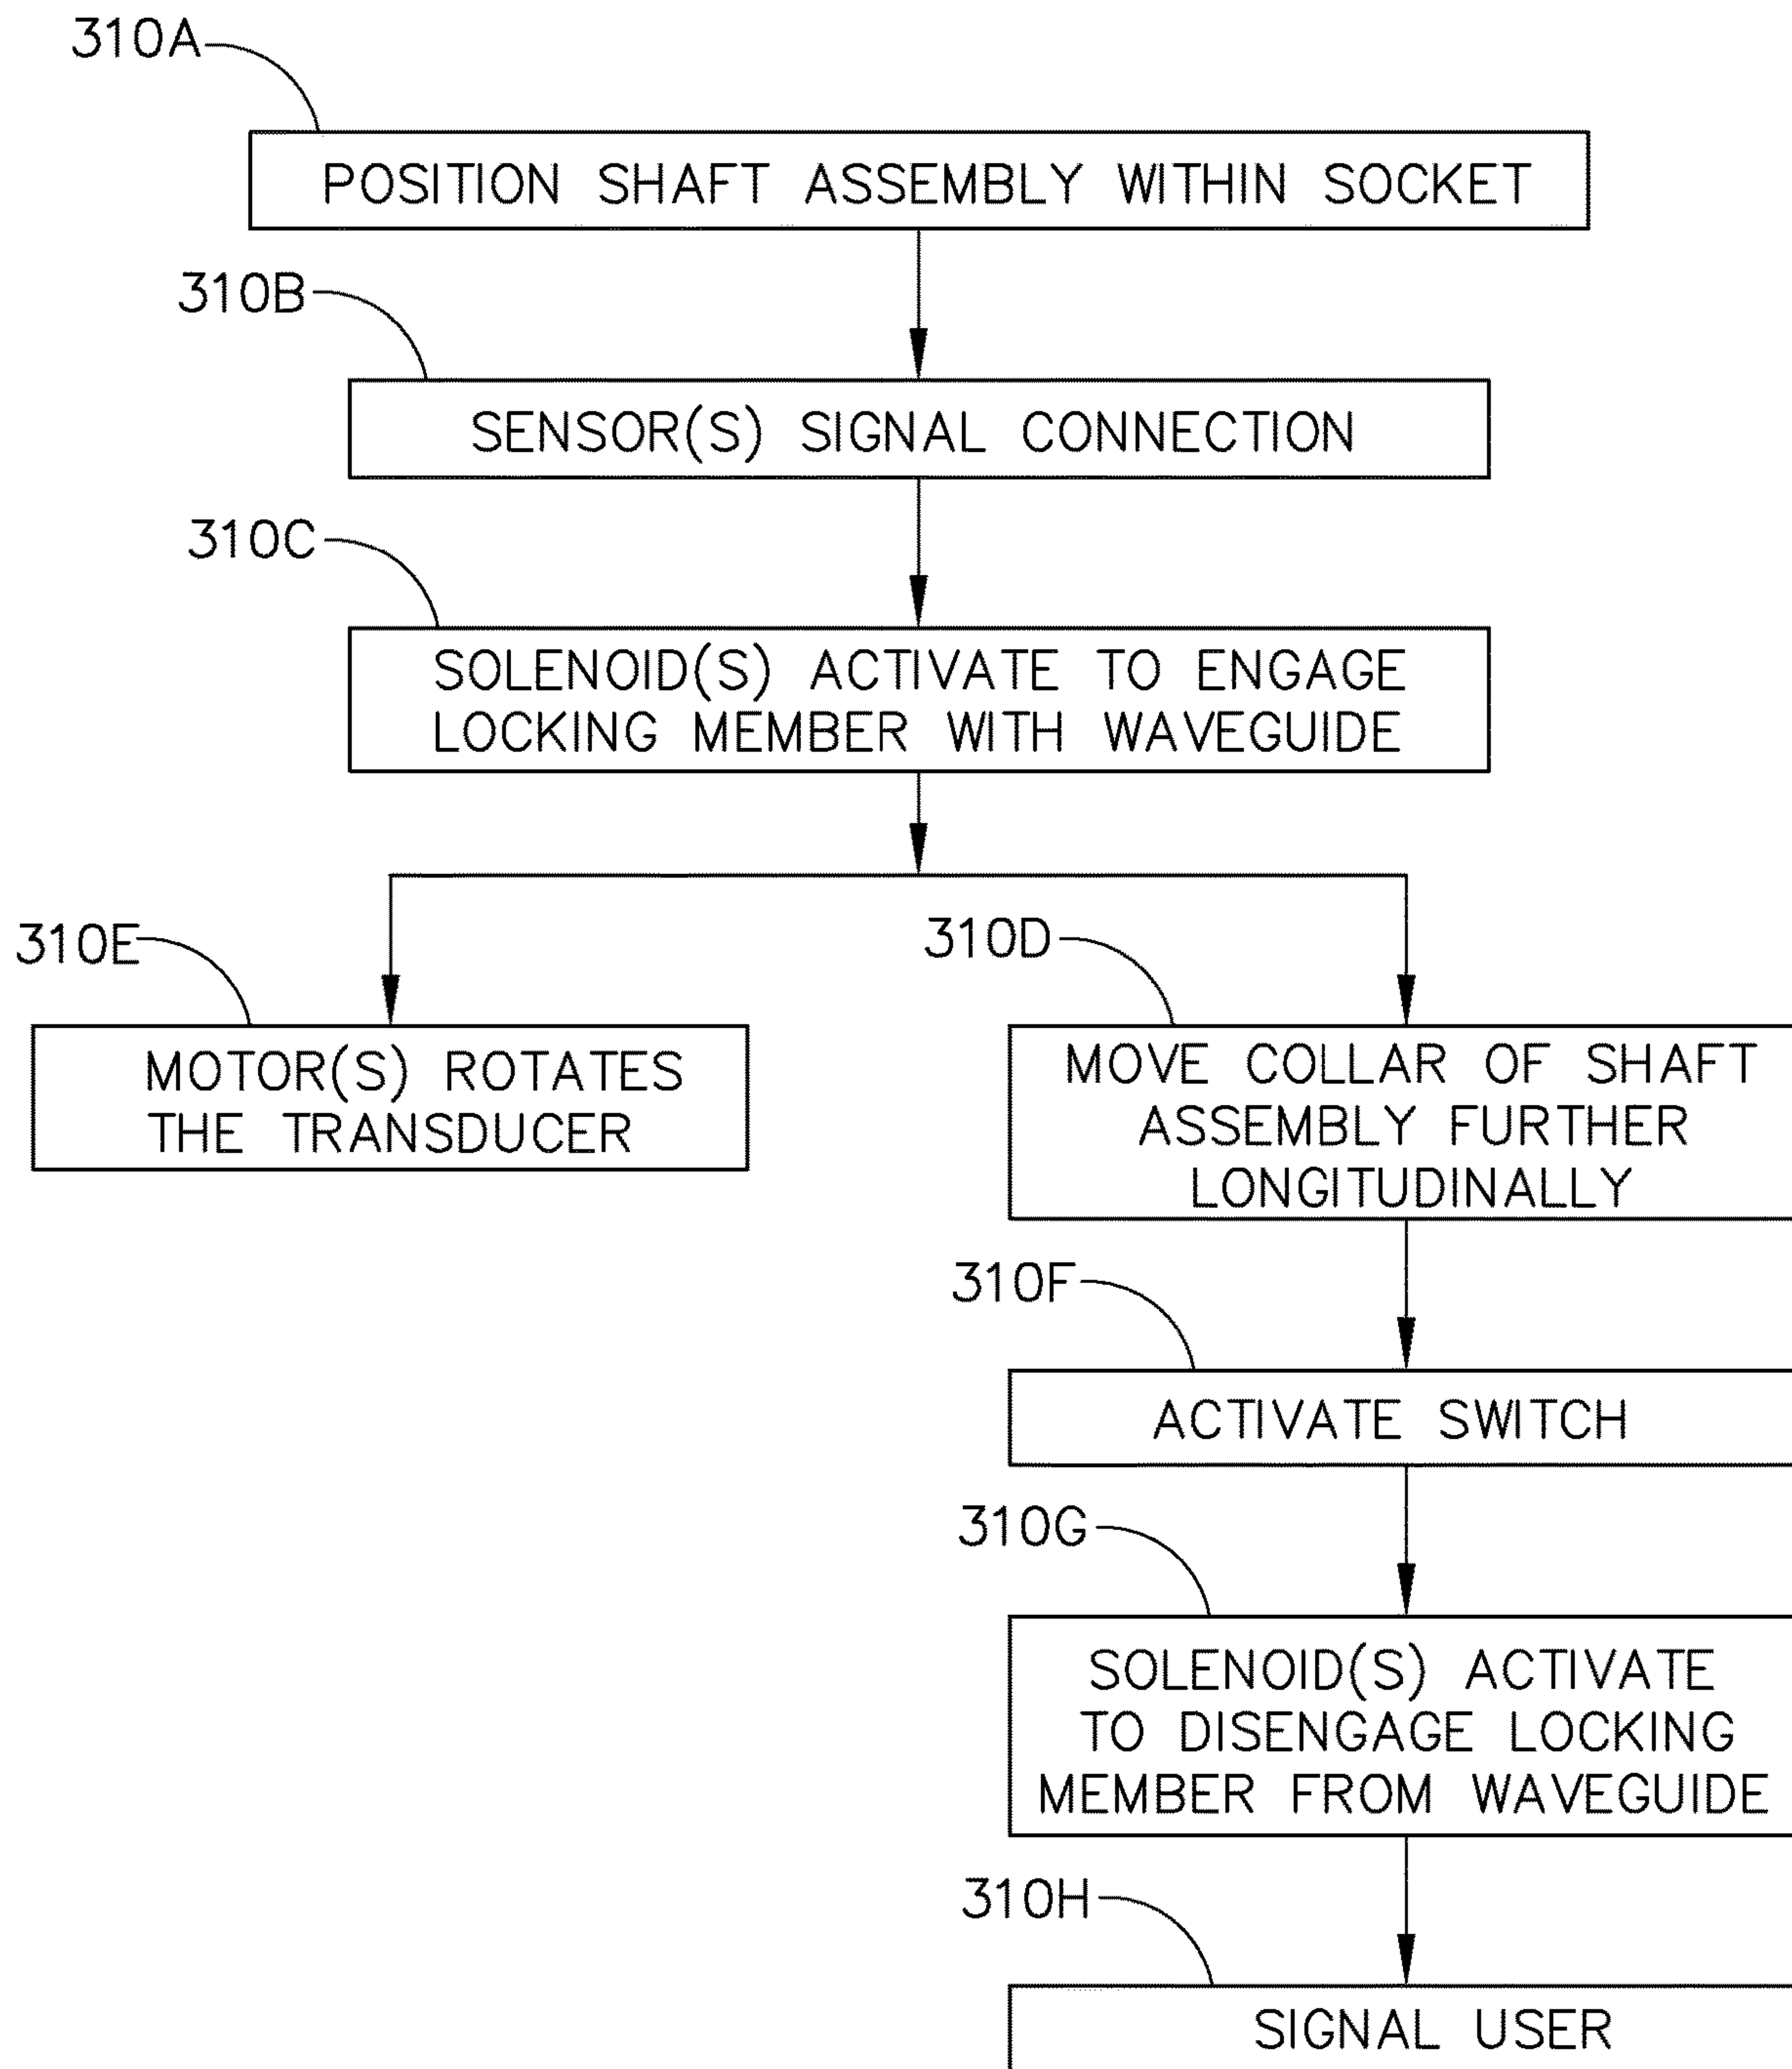 310A
POSITION SHAFT ASSEMBLY WITHIN SOCKET
310B
SENSOR(S) SIGNAL CONNECTION
310C
SOLENOID(S) ACTIVATE TO ENGAGE
LOCKING MEMBER WITH WAVEGUIDE
310E
MOTOR(S) ROTATES
THE TRANSDUCER
310D
MOVE COLLAR OF SHAFT
ASSEMBLY FURTHER
LONGITUDINALLY
310F
ACTIVATE SWITCH
310G
SOLENOID(S) ACTIVATE
TO DISENGAGE LOCKING
MEMBER FROM WAVEGUIDE
310H
SIGNAL USER